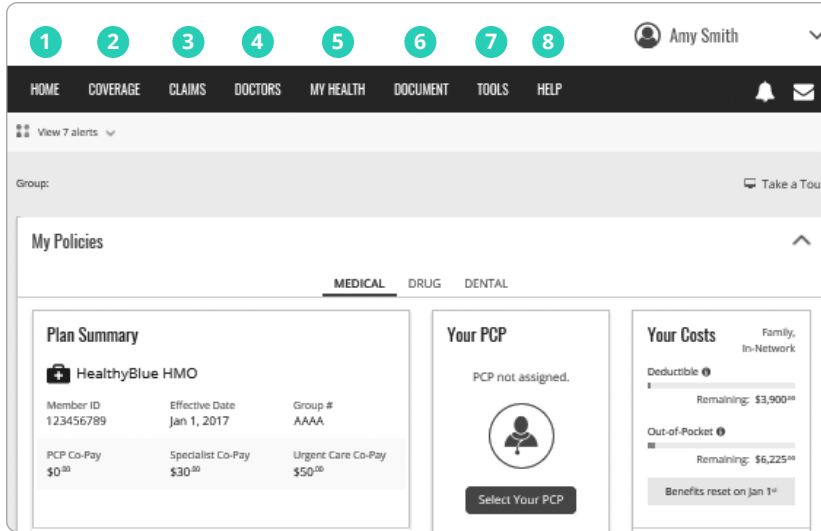 1 2 3 4 5 6 7 8
Amy Smith
HOME COVERAGE CLAIMS DOCTORS MY HEALTH DOCUMENT TOOLS HELP
View 7 alerts
Group:
Take a Tou
My Policies
MEDICAL DRUG DENTAL
Plan Summary
HealthyBlue HMO
Member ID Effective Date Group #
123456789 Jan 1, 2017 AAAA
PCP Co-Pay Specialist Co-Pay Urgent Care Co-Pay
$0.00 $30.00 $50.00
Your PCP
PCP not assigned.
Select Your PCP
Your Costs
Family,
In-Network
Deductible
Remaining: $3,900.00
Out-of-Pocket
Remaining: $6,225.00
Benefits reset on Jan 1st